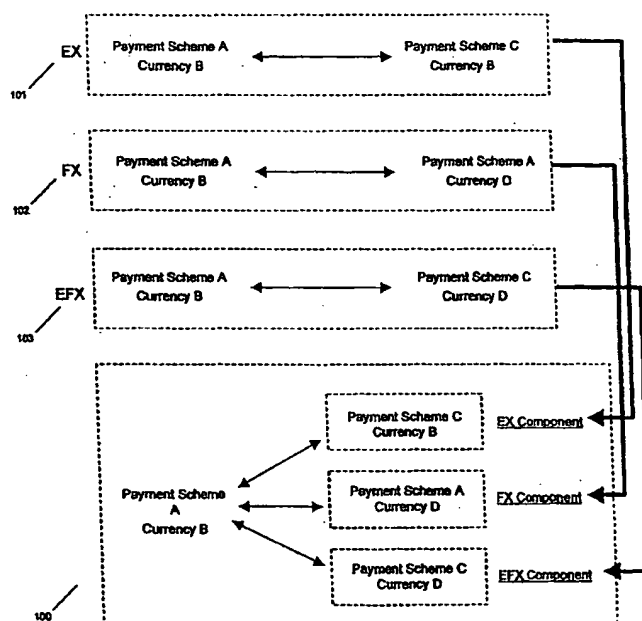 EX
Payment Scheme A
Currency B
Payment Scheme C
Currency B
101
FX
Payment Scheme A
Currency B
Payment Scheme A
Currency D
102
EFX
Payment Scheme A
Currency B
Payment Scheme C
Currency D
103
Payment Scheme C
Currency B
EX Component
Payment Scheme
A
Currency B
Payment Scheme A
Currency D
FX Component
Payment Scheme C
Currency D
EFX Component
100